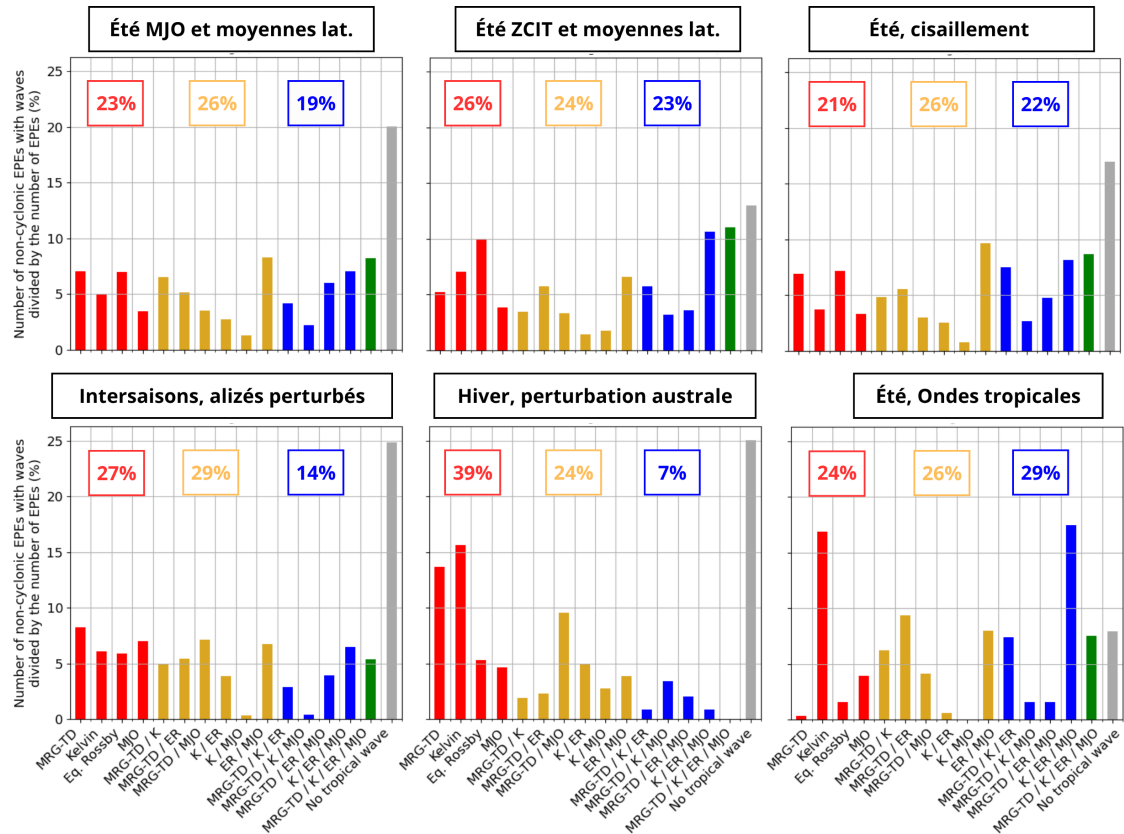 Été MJO et moyennes lat.
Été ZCIT et moyennes lat.
Été, cisaillement
Number of non-cyclonic EPEs with waves
divided by the number of EPEs (%)
25
20
15
10
5
0
23%
26%
19%
26%
24%
23%
21%
26%
22%
Intersaisons, alizés perturbés
Hiver, perturbation australe
Été, Ondes tropicales
Number of non-cyclonic EPEs with waves
divided by the number of EPEs (%)
25
20
15
10
5
0
27%
29%
14%
39%
24%
7%
24%
26%
29%
MRG-TD
Kelvin
Eq. Rossby
MJO
MRG-TD / K
MRG-TD / ER
MRG-TD / MJO
K / ER
K / MJO
ER / MJO
MRG-TD / K / ER
MRG-TD / K / MJO
MRG-TD / ER / MJO
K / ER / MJO
MRG-TD / K / ER / MJO
No tropical wave
MRG-TD
Kelvin
Eq. Rossby
MJO
MRG-TD / K
MRG-TD / ER
MRG-TD / MJO
K / ER
K / MJO
ER / MJO
MRG-TD / K / ER
MRG-TD / K / MJO
MRG-TD / ER / MJO
K / ER / MJO
MRG-TD / K / ER / MJO
No tropical wave
MRG-TD
Kelvin
Eq. Rossby
MJO
MRG-TD / K
MRG-TD / ER
MRG-TD / MJO
K / ER
K / MJO
ER / MJO
MRG-TD / K / ER
MRG-TD / K / MJO
MRG-TD / ER / MJO
K / ER / MJO
MRG-TD / K / ER / MJO
No tropical wave